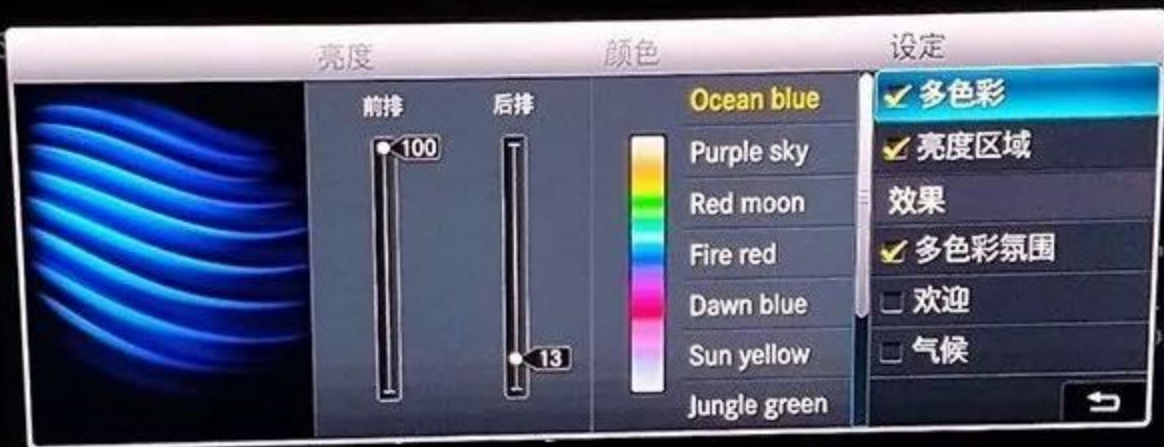 亮度
颜色
设定
前排
后排
100
13
Ocean blue
Purple sky
Red moon
Fire red
Dawn blue
Sun yellow
Jungle green
多色彩
亮度区域
效果
多色彩氛围
欢迎
气候